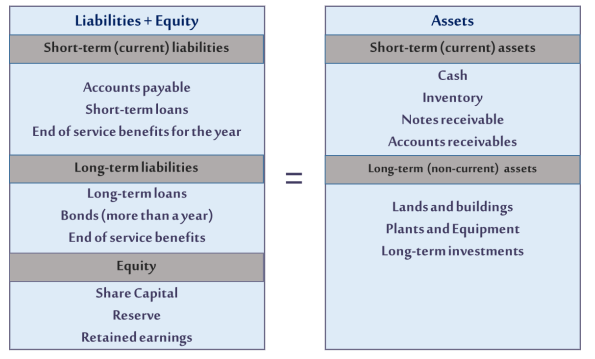 Liabilities + Equity
Short-term (current) liabilities
Accounts payable
Short-term loans
End of service benefits for the year
Long-term liabilities
Long-term loans
Bonds (more than a year)
End of service benefits
Equity
Share Capital
Reserve
Retained earnings
=
Assets
Short-term (current) assets
Cash
Inventory
Notes receivable
Accounts receivables
Long-term (non-current) assets
Lands and buildings
Plants and Equipment
Long-term investments